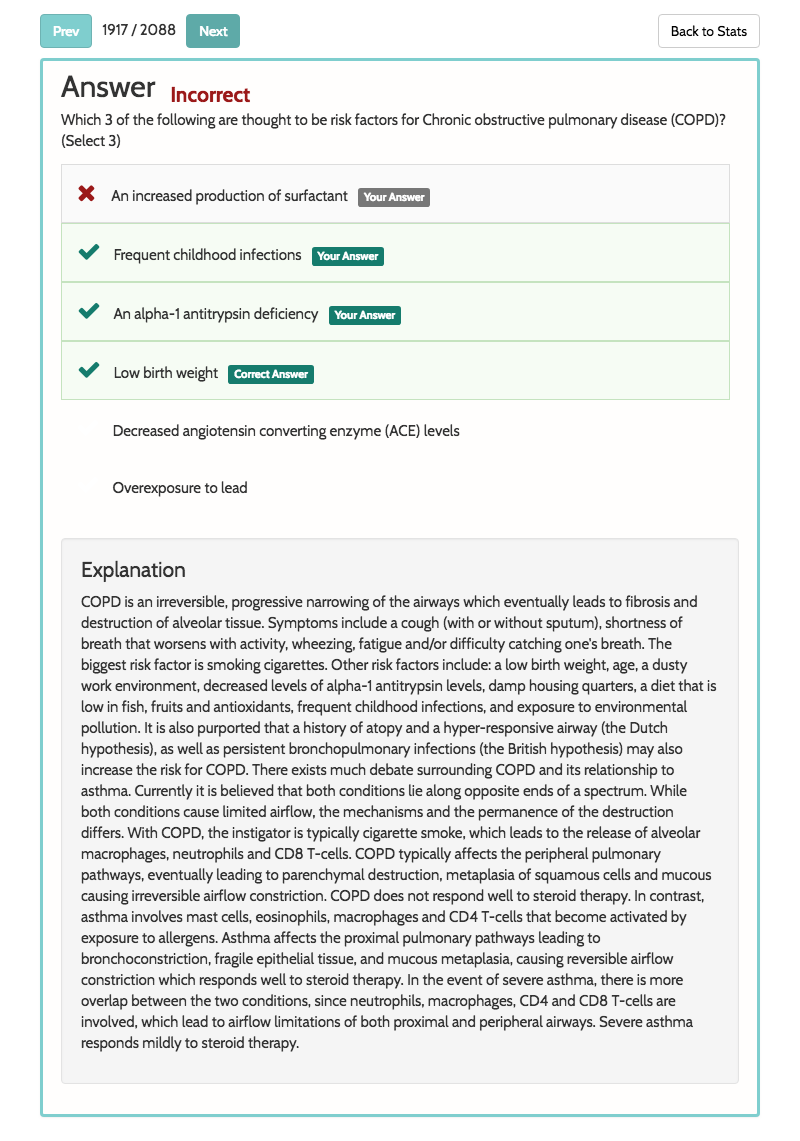 Prev 1917 / 2088 Next Back to Stats
Answer Incorrect
Which 3 of the following are thought to be risk factors for Chronic obstructive pulmonary disease (COPD)?
(Select 3)
An increased production of surfactant Your Answer
Frequent childhood infections Your Answer
An alpha-1 antitrypsin deficiency Your Answer
Low birth weight Correct Answer
Decreased angiotensin converting enzyme (ACE) levels
Overexposure to lead
Explanation
COPD is an irreversible, progressive narrowing of the airways which eventually leads to fibrosis and
destruction of alveolar tissue. Symptoms include a cough (with or without sputum), shortness of
breath that worsens with activity, wheezing, fatigue and/or difficulty catching one's breath. The
biggest risk factor is smoking cigarettes. Other risk factors include: a low birth weight, age, a dusty
work environment, decreased levels of alpha-1 antitrypsin levels, damp housing quarters, a diet that is
low in fish, fruits and antioxidants, frequent childhood infections, and exposure to environmental
pollution. It is also purported that a history of atopy and a hyper-responsive airway (the Dutch
hypothesis), as well as persistent bronchopulmonary infections (the British hypothesis) may also
increase the risk for COPD. There exists much debate surrounding COPD and its relationship to
asthma. Currently it is believed that both conditions lie along opposite ends of a spectrum. While
both conditions cause limited airflow, the mechanisms and the permanence of the destruction
differs. With COPD, the instigator is typically cigarette smoke, which leads to the release of alveolar
macrophages, neutrophils and CD8 T-cells. COPD typically affects the peripheral pulmonary
pathways, eventually leading to parenchymal destruction, metaplasia of squamous cells and mucous
causing irreversible airflow constriction. COPD does not respond well to steroid therapy. In contrast,
asthma involves mast cells, eosinophils, macrophages and CD4 T-cells that become activated by
exposure to allergens. Asthma affects the proximal pulmonary pathways leading to
bronchoconstriction, fragile epithelial tissue, and mucous metaplasia, causing reversible airflow
constriction which responds well to steroid therapy. In the event of severe asthma, there is more
overlap between the two conditions, since neutrophils, macrophages, CD4 and CD8 T-cells are
involved, which lead to airflow limitations of both proximal and peripheral airways. Severe asthma
responds mildly to steroid therapy.